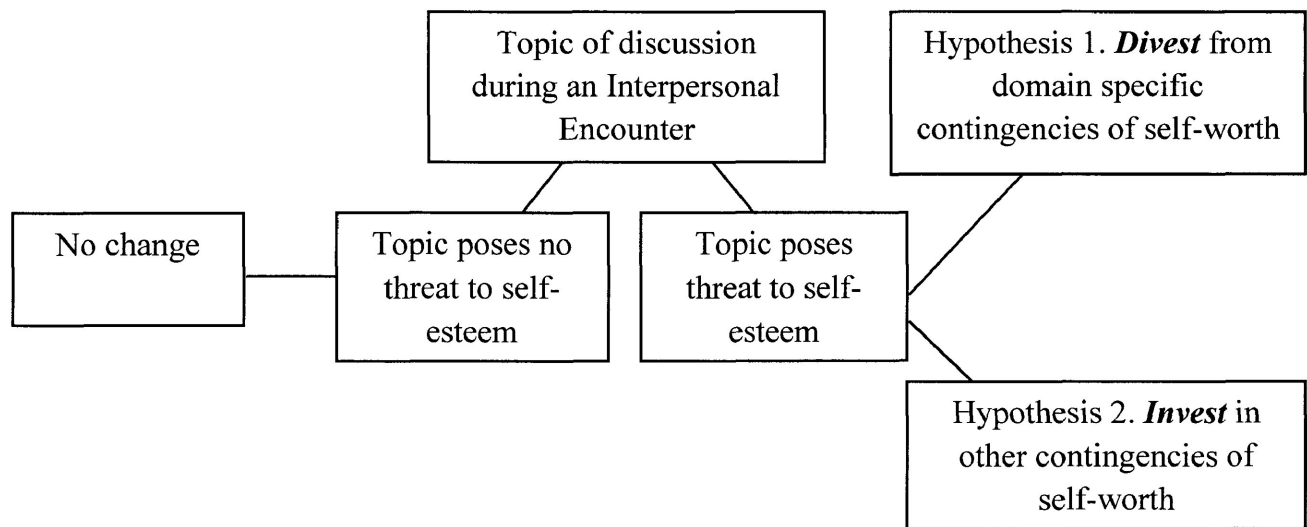 Topic of discussion
during an Interpersonal
Encounter
Hypothesis 1. Divest from
domain specific
contingencies of self-worth
No change
Topic poses no
threat to self-
esteem
Topic poses
threat to self-
esteem
Hypothesis 2. Invest in
other contingencies of
self-worth